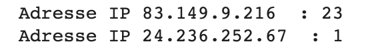 Adresse IP 83.149.9.216  : 23
Adresse IP 24.236.252.67  : 1